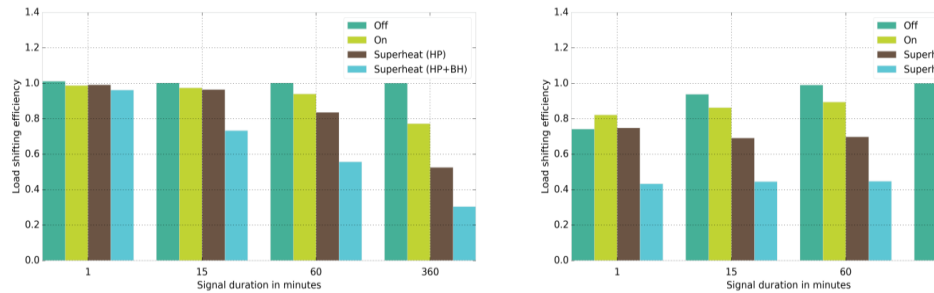 1.4
1.2
1.0
0.8
0.6
0.4
0.2
0.0
Load shifting efficiency
Off
On
Superheat (HP)
Superheat (HP+BH)
1 15 60 360
Signal duration in minutes
1.4
1.2
1.0
0.8
0.6
0.4
0.2
0.0
Load shifting efficiency
Off
On
1 15 60
Signal duration in minutes